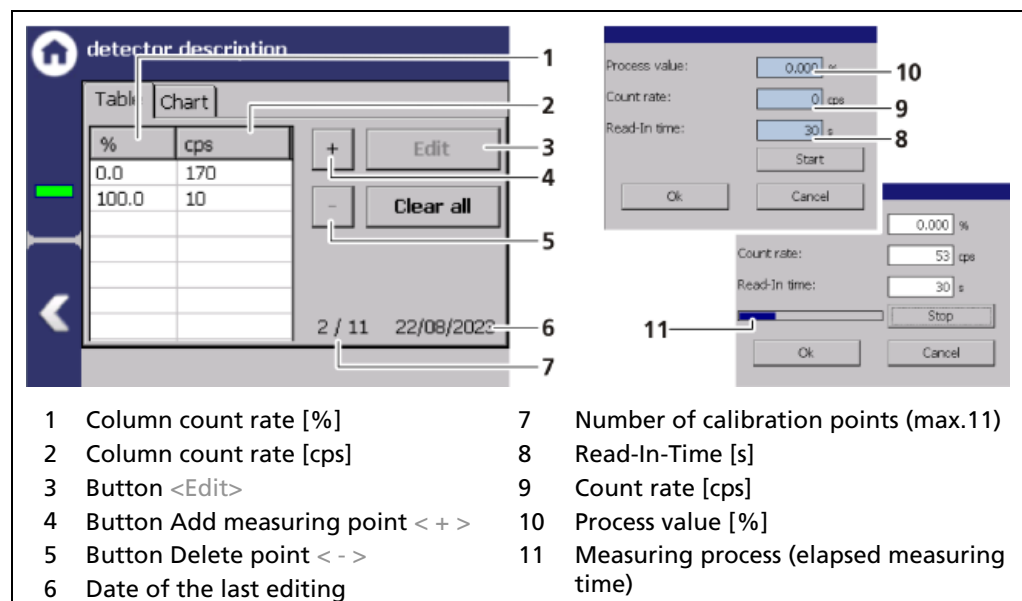 detector description
Table Chart
% cps
0.0 170
100.0 10
+ Edit
- Clear all
2 / 11 22/08/2023
1
2
3
4
5
6
7
Process value: 0.000 %
Count rate: 0 cps
Read-In time: 30 s
Start
Ok Cancel
10
9
8
0.000 %
Count rate: 53 cps
Read-In time: 30 s
Stop
Ok Cancel
11
1 Column count rate [%]
2 Column count rate [cps]
3 Button <Edit>
4 Button Add measuring point < + >
5 Button Delete point < - >
6 Date of the last editing
7 Number of calibration points (max.11)
8 Read-In-Time [s]
9 Count rate [cps]
10 Process value [%]
11 Measuring process (elapsed measuring
time)